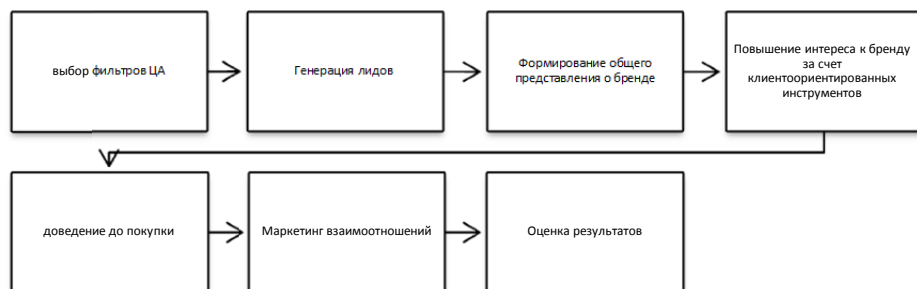 выбор фильтров ЦА
Генерация лидов
Формирование общего
представления о бренде
Повышение интереса к бренду
за счет
клиентоориентированных
инструментов
доведение до покупки
Маркетинг взаимоотношений
Оценка результатов